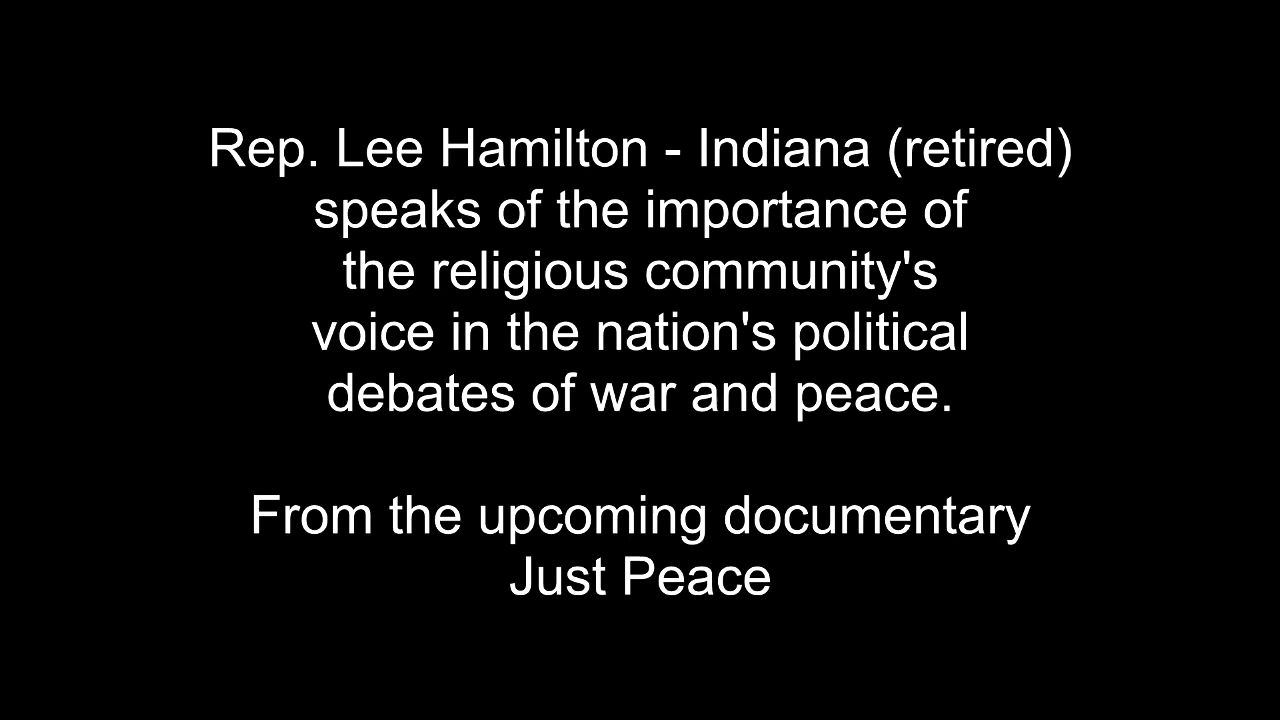 Rep. Lee Hamilton - Indiana (retired)
speaks of the importance of
the religious community's
voice in the nation's political
debates of war and peace.
From the upcoming documentary
Just Peace